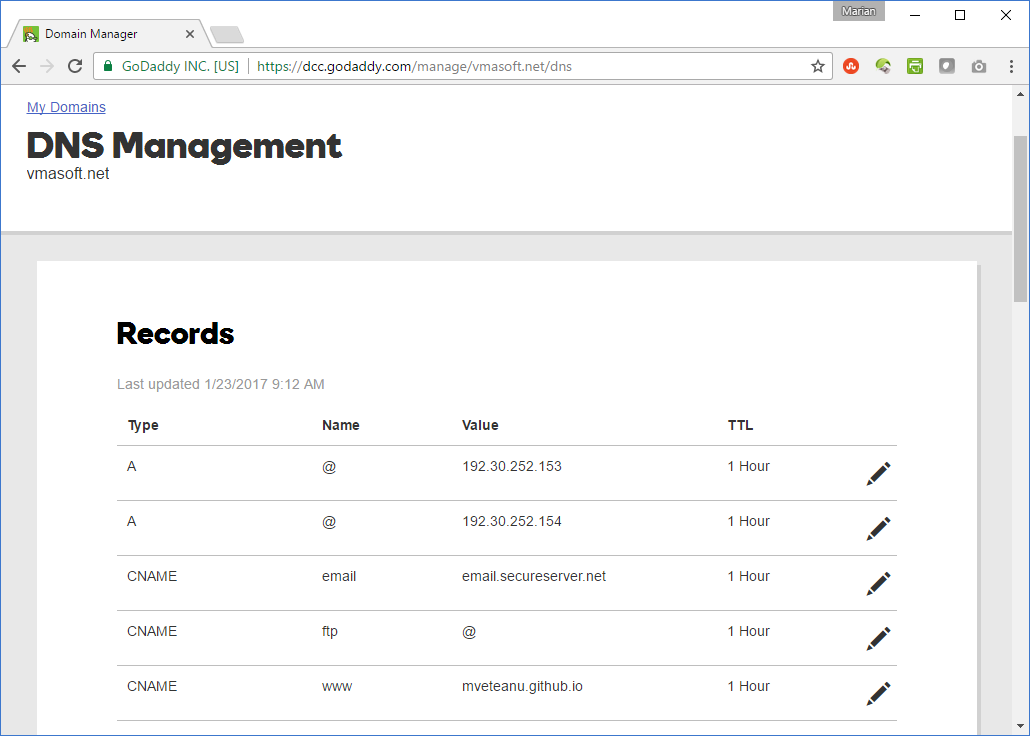 Marian
Domain Manager
GoDaddy INC. [US] https://dcc.godaddy.com/manage/vmasoft.net/dns
My Domains
DNS Management
vmasoft.net
Records
Last updated 1/23/2017 9:12 AM
Type Name Value TTL
A @ 192.30.252.153 1 Hour
A @ 192.30.252.154 1 Hour
CNAME email email.secureserver.net 1 Hour
CNAME ftp @ 1 Hour
CNAME www mveteanu.github.io 1 Hour